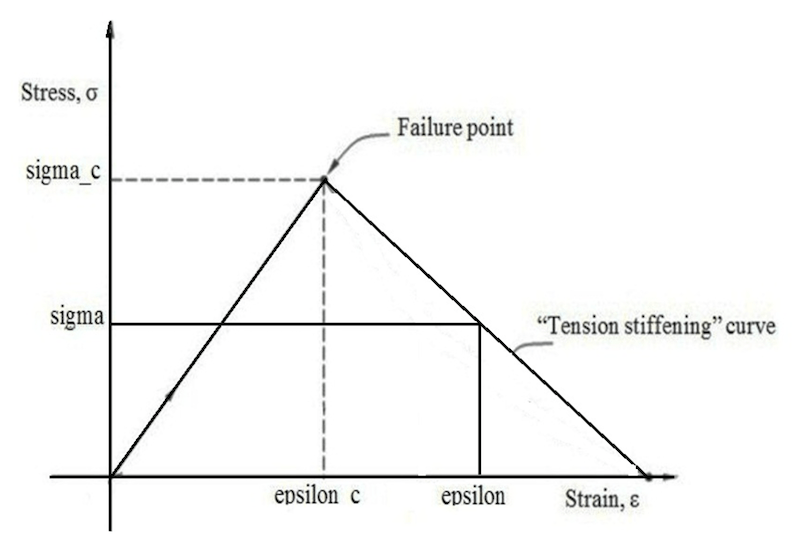 Stress, σ
Failure point
sigma_c
sigma
“Tension stiffening” curve
epsilon_c
epsilon
Strain, ε